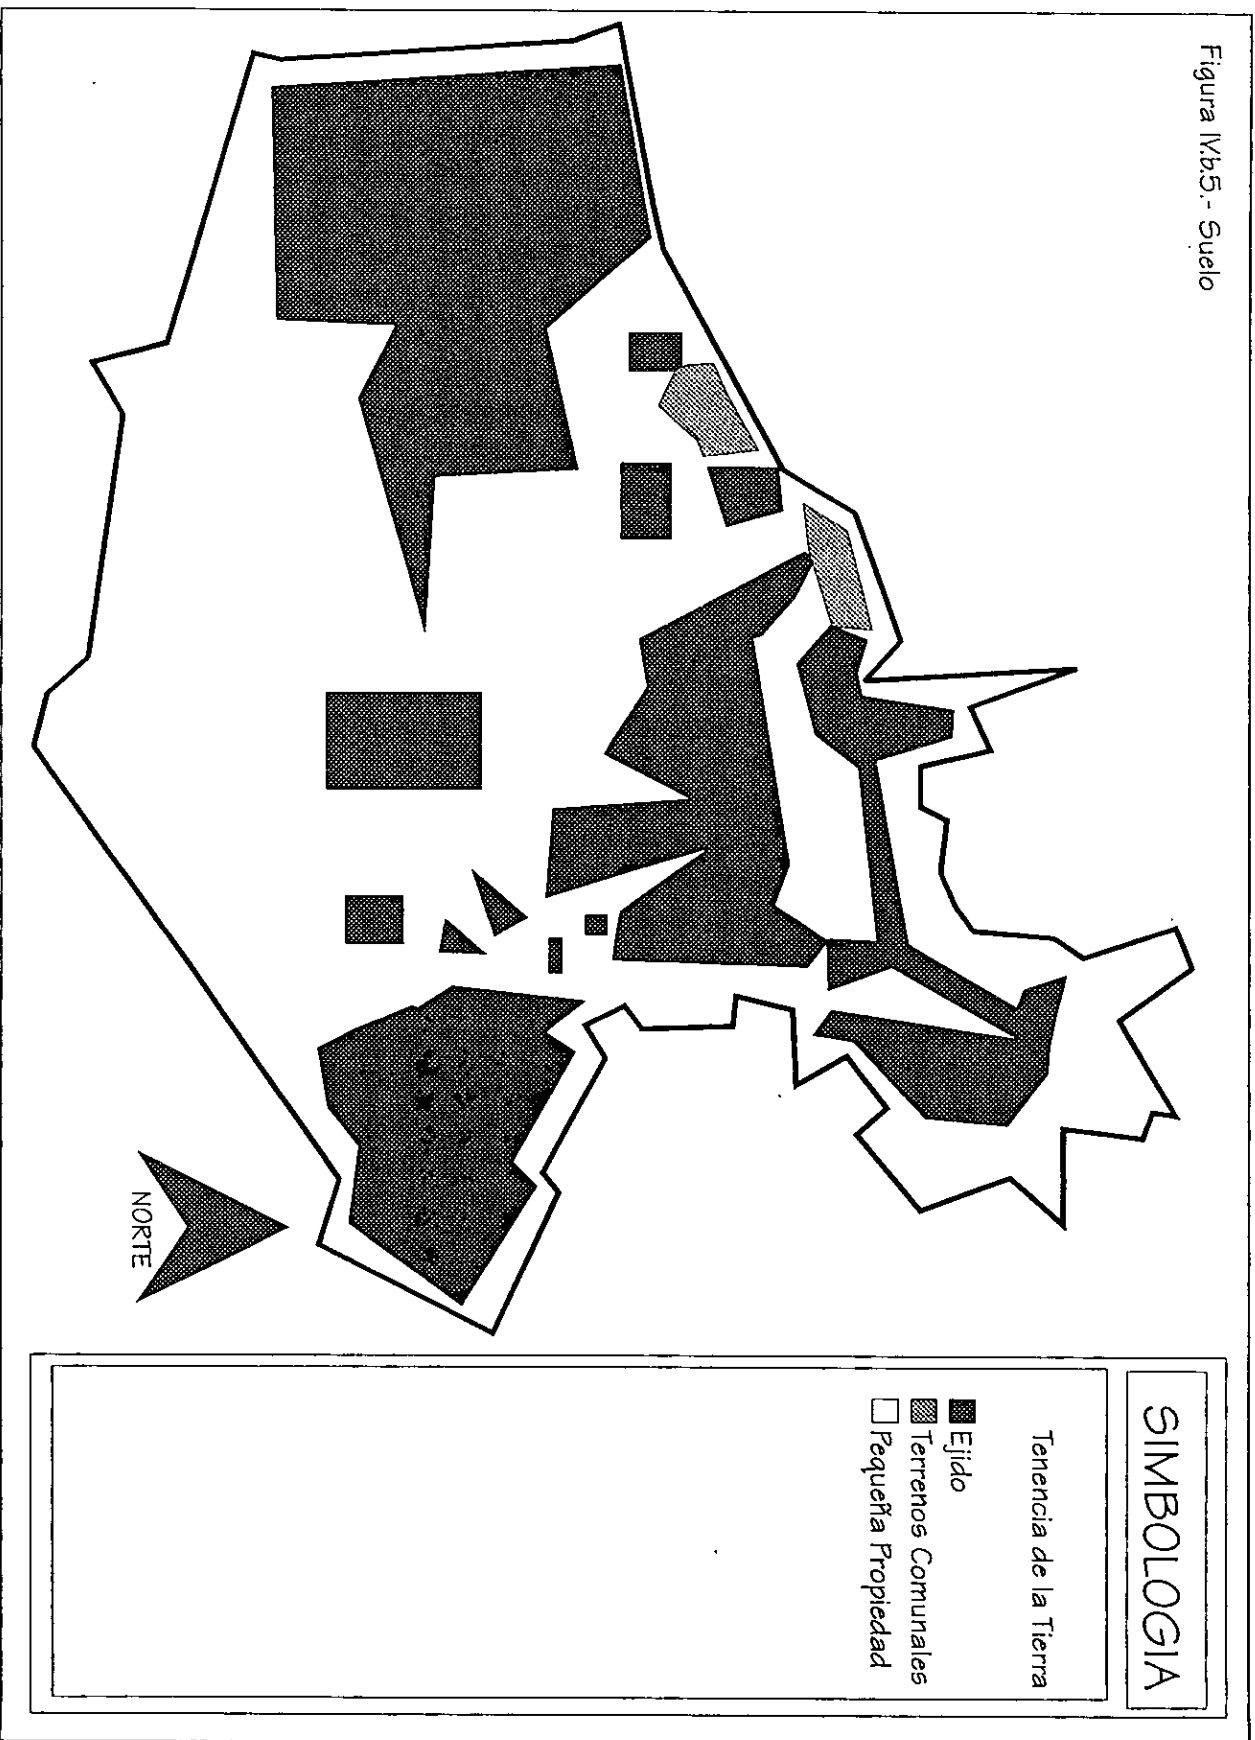 Figura IV.b.5.- Suelo
SIMBOLOGIA
Tenencia de la Tierra
Ejido
Terrenos Comunales
Pequeña Propiedad
NORTE